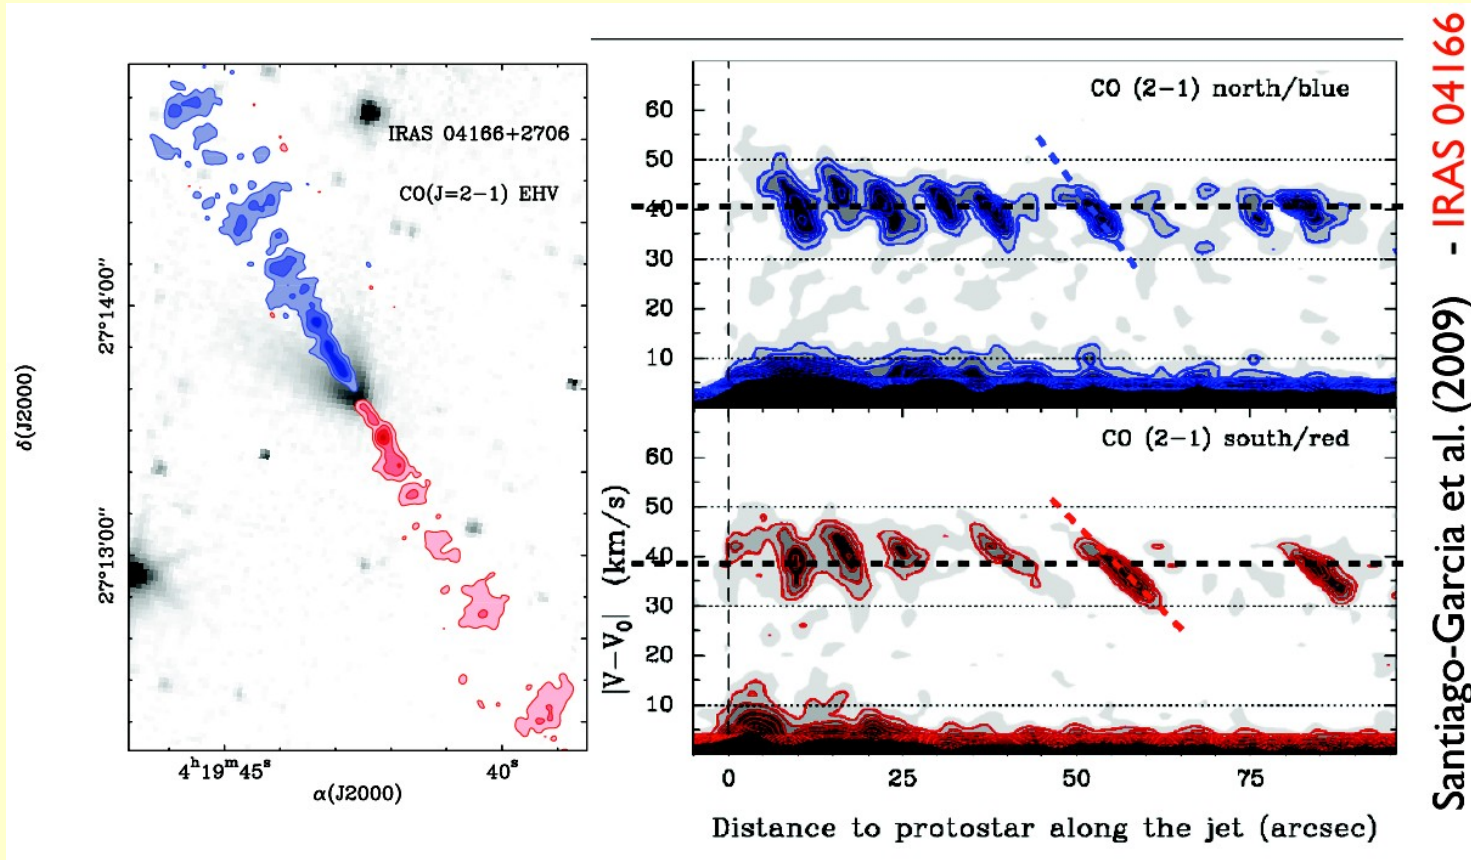 IRAS 04166+2706
CO(J=2−1) EHV
δ(J2000)
27°14′00″
27°13′00″
4ʰ19ᵐ45ˢ
40ˢ
α(J2000)
CO (2−1) north/blue
60
50
40
30
20
10
CO (2−1) south/red
60
50
40
30
20
10
|V−V₀| (km/s)
0
25
50
75
Distance to protostar along the jet (arcsec)
Santiago-Garcia et al. (2009) - IRAS 04166